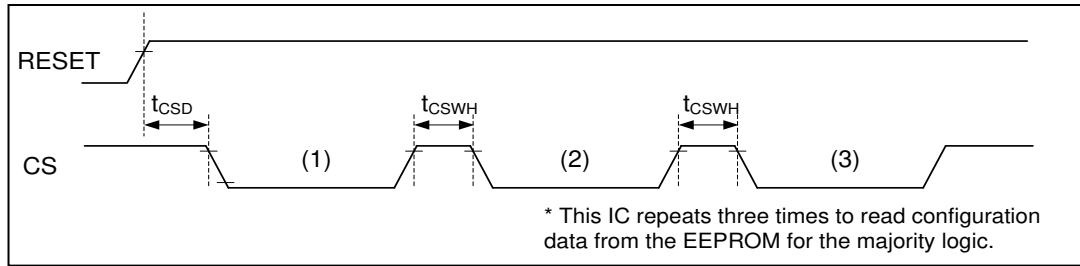 RESET
tCSD
tCSWH
tCSWH
CS
(1)
(2)
(3)
* This IC repeats three times to read configuration
data from the EEPROM for the majority logic.